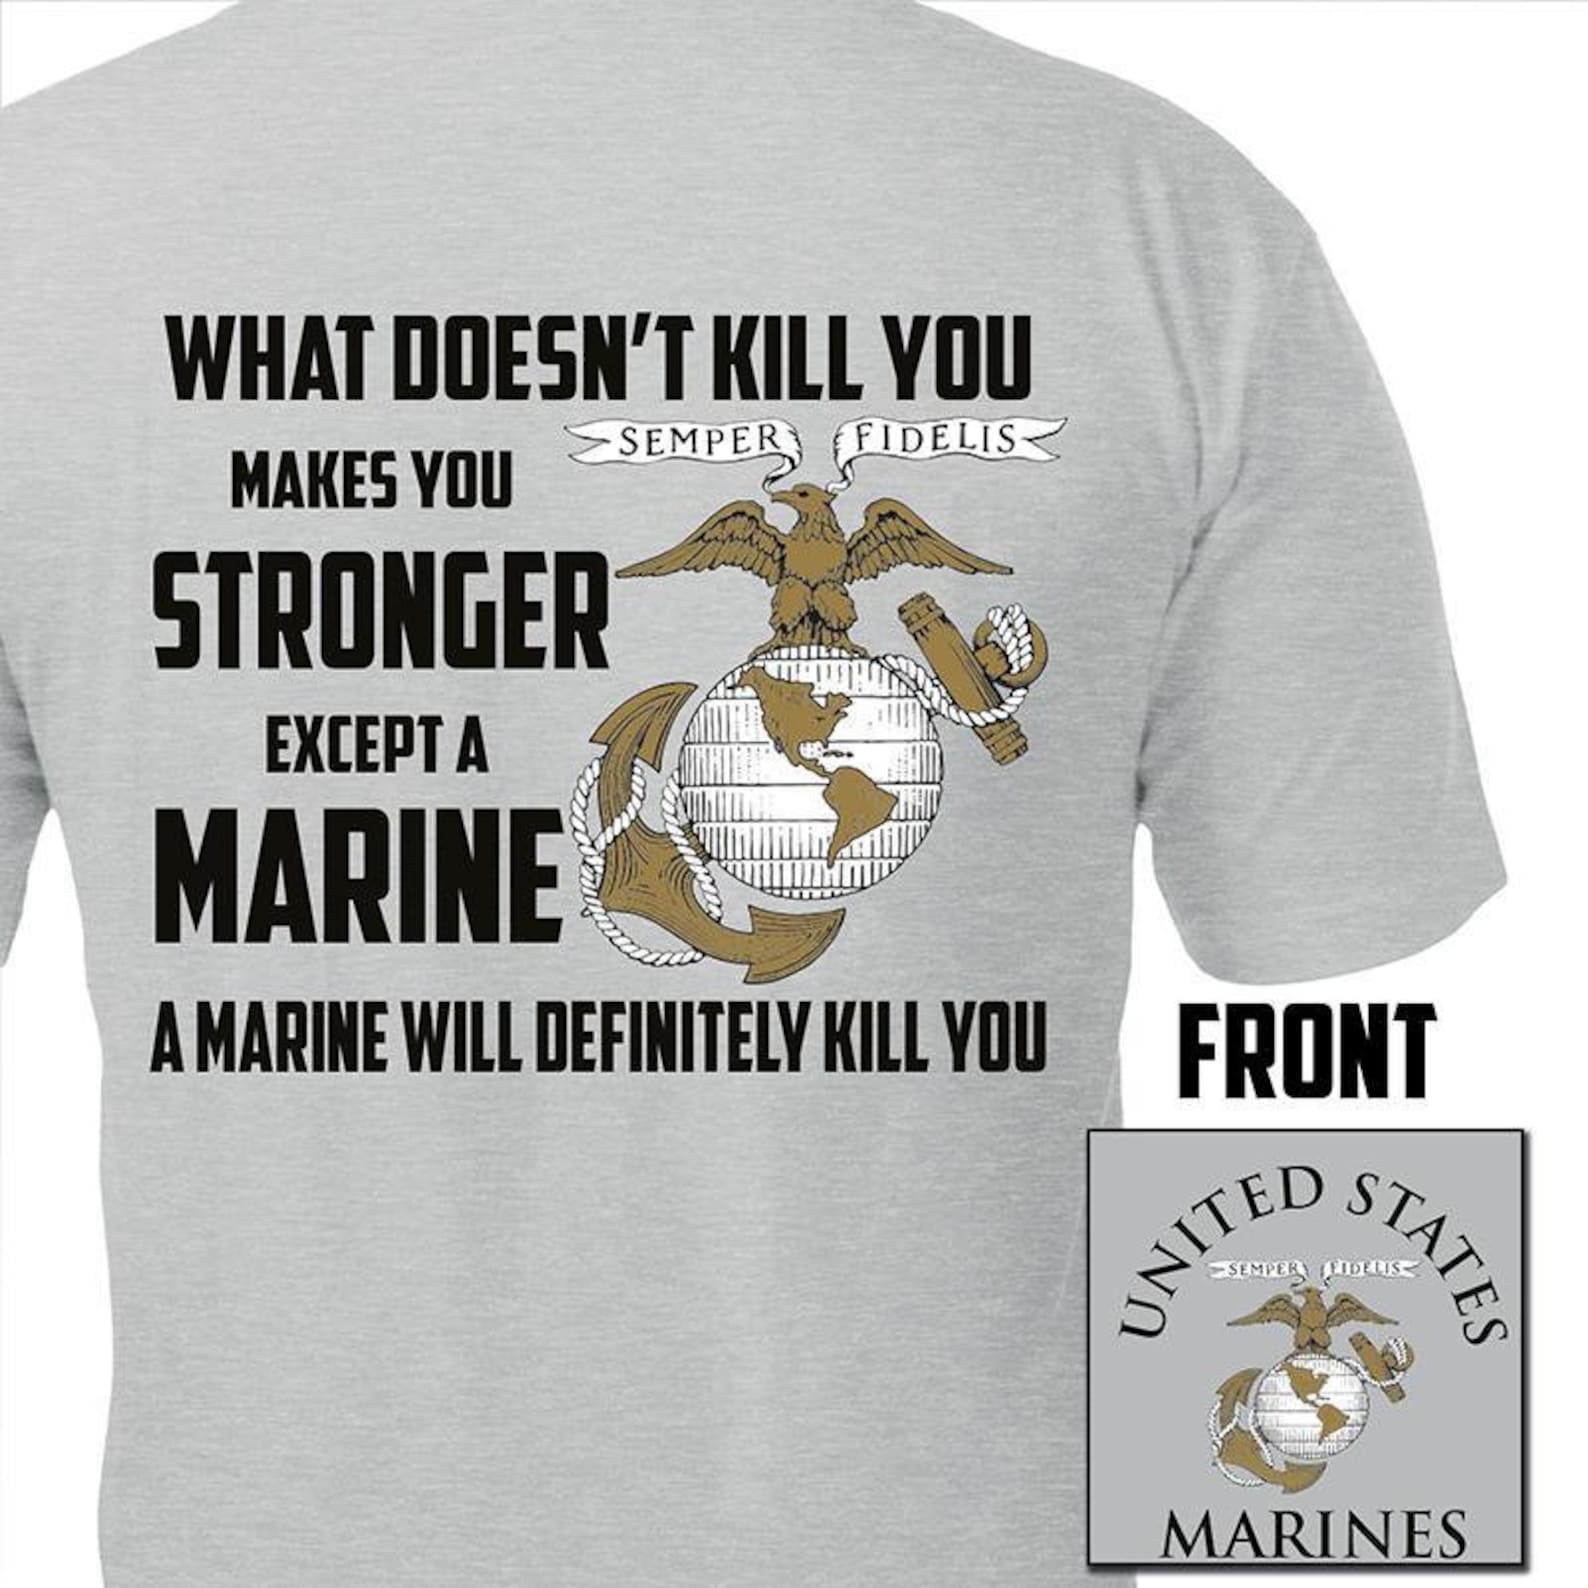 WHAT DOESN'T KILL YOU
SEMPER FIDELIS
MAKES YOU
STRONGER
EXCEPT A
MARINE
A MARINE WILL DEFINITELY KILL YOU
FRONT
UNITED STATES
SEMPER FIDELIS
MARINES